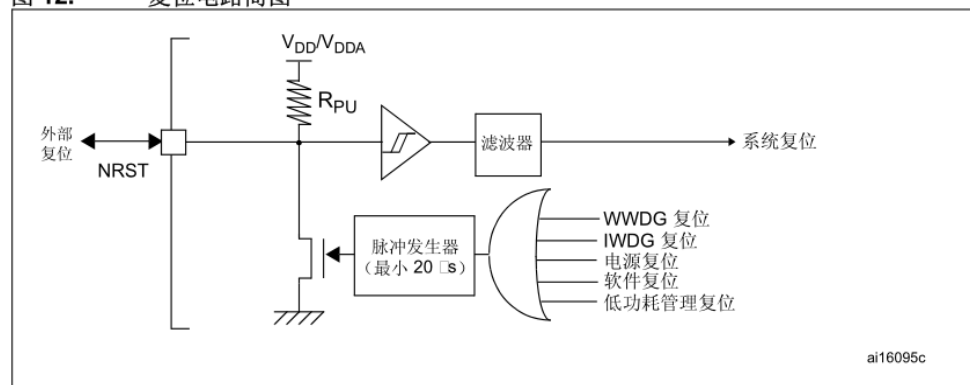 图 12. 复位电路简图
VDD/VDDA
RPU
外部
复位
NRST
滤波器
系统复位
脉冲发生器
(最小 20 □s)
WWDG 复位
IWDG 复位
电源复位
软件复位
低功耗管理复位
ai16095c